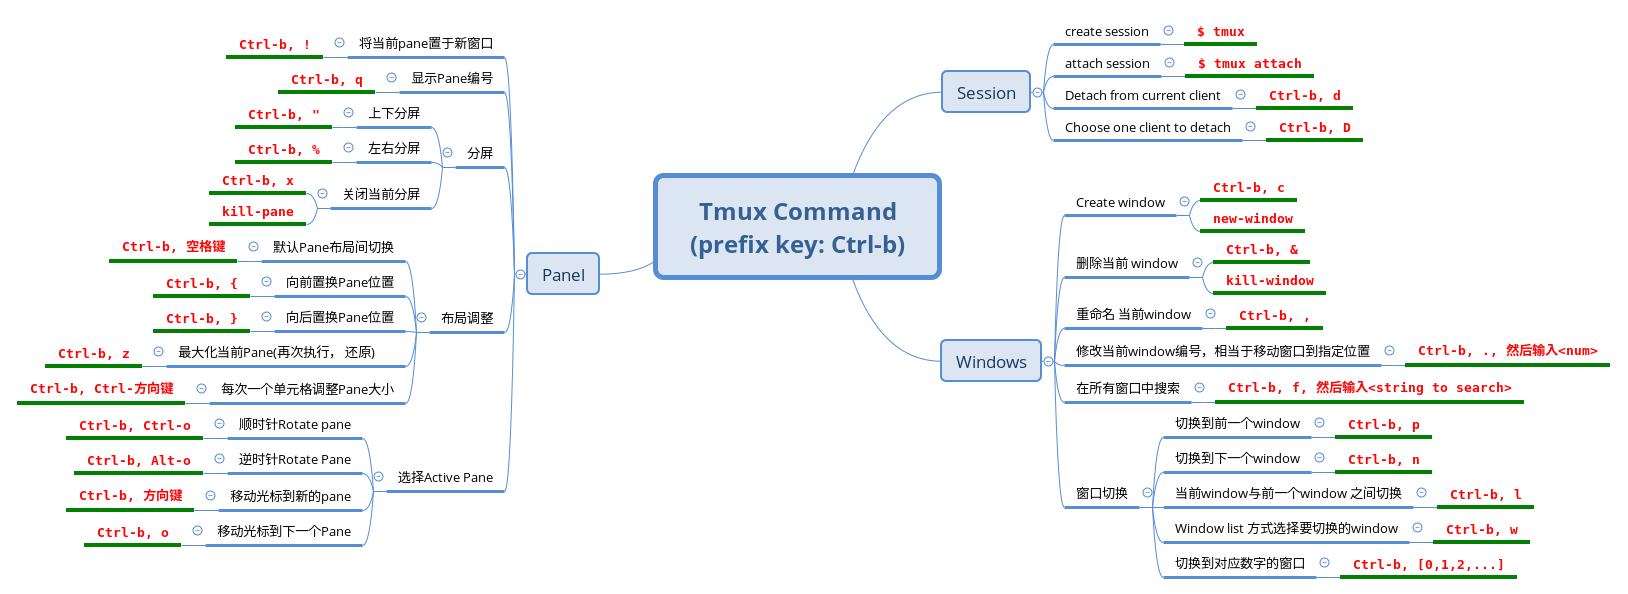 Tmux Command
(prefix key: Ctrl-b)
Session
create session
$ tmux
attach session
$ tmux attach
Detach from current client
Ctrl-b, d
Choose one client to detach
Ctrl-b, D
Windows
Create window
Ctrl-b, c
new-window
删除当前 window
Ctrl-b, &
kill-window
重命名 当前window
Ctrl-b, ,
修改当前window编号，相当于移动窗口到指定位置
Ctrl-b, ., 然后输入<num>
在所有窗口中搜索
Ctrl-b, f, 然后输入<string to search>
窗口切换
切换到前一个window
Ctrl-b, p
切换到下一个window
Ctrl-b, n
当前window与前一个window 之间切换
Ctrl-b, l
Window list 方式选择要切换的window
Ctrl-b, w
切换到对应数字的窗口
Ctrl-b, [0,1,2,...]
Panel
将当前pane置于新窗口
Ctrl-b, !
显示Pane编号
Ctrl-b, q
分屏
上下分屏
Ctrl-b, "
左右分屏
Ctrl-b, %
关闭当前分屏
Ctrl-b, x
kill-pane
布局调整
默认Pane布局间切换
Ctrl-b, 空格键
向前置换Pane位置
Ctrl-b, {
向后置换Pane位置
Ctrl-b, }
最大化当前Pane(再次执行， 还原)
Ctrl-b, z
每次一个单元格调整Pane大小
Ctrl-b, Ctrl-方向键
选择Active Pane
顺时针Rotate pane
Ctrl-b, Ctrl-o
逆时针Rotate Pane
Ctrl-b, Alt-o
移动光标到新的pane
Ctrl-b, 方向键
移动光标到下一个Pane
Ctrl-b, o